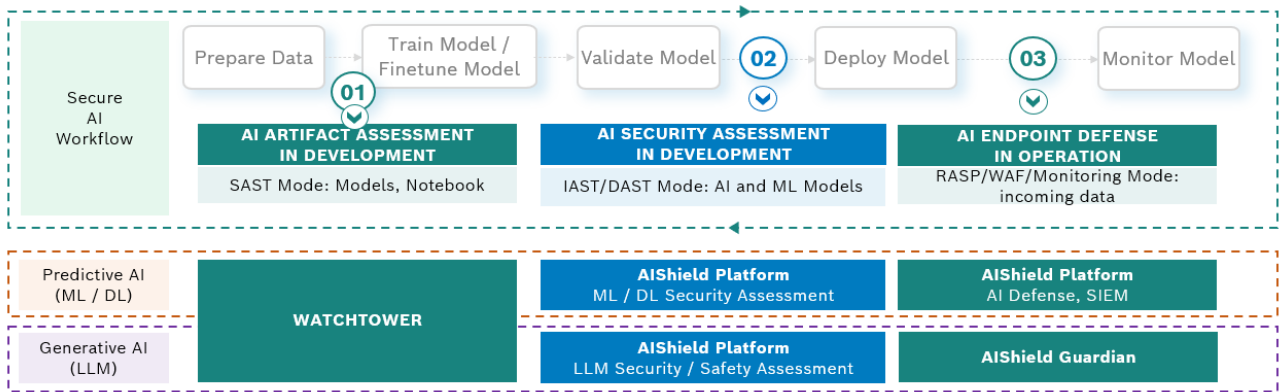 Secure
AI
Workflow
Prepare Data
Train Model /
Finetune Model
Validate Model
02
Deploy Model
03
Monitor Model
01
AI ARTIFACT ASSESSMENT
IN DEVELOPMENT
SAST Mode: Models, Notebook
AI SECURITY ASSESSMENT
IN DEVELOPMENT
IAST/DAST Mode: AI and ML Models
AI ENDPOINT DEFENSE
IN OPERATION
RASP/WAF/Monitoring Mode:
incoming data
Predictive AI
(ML / DL)
WATCHTOWER
AIShield Platform
ML / DL Security Assessment
AIShield Platform
AI Defense, SIEM
Generative AI
(LLM)
AIShield Platform
LLM Security / Safety Assessment
AIShield Guardian